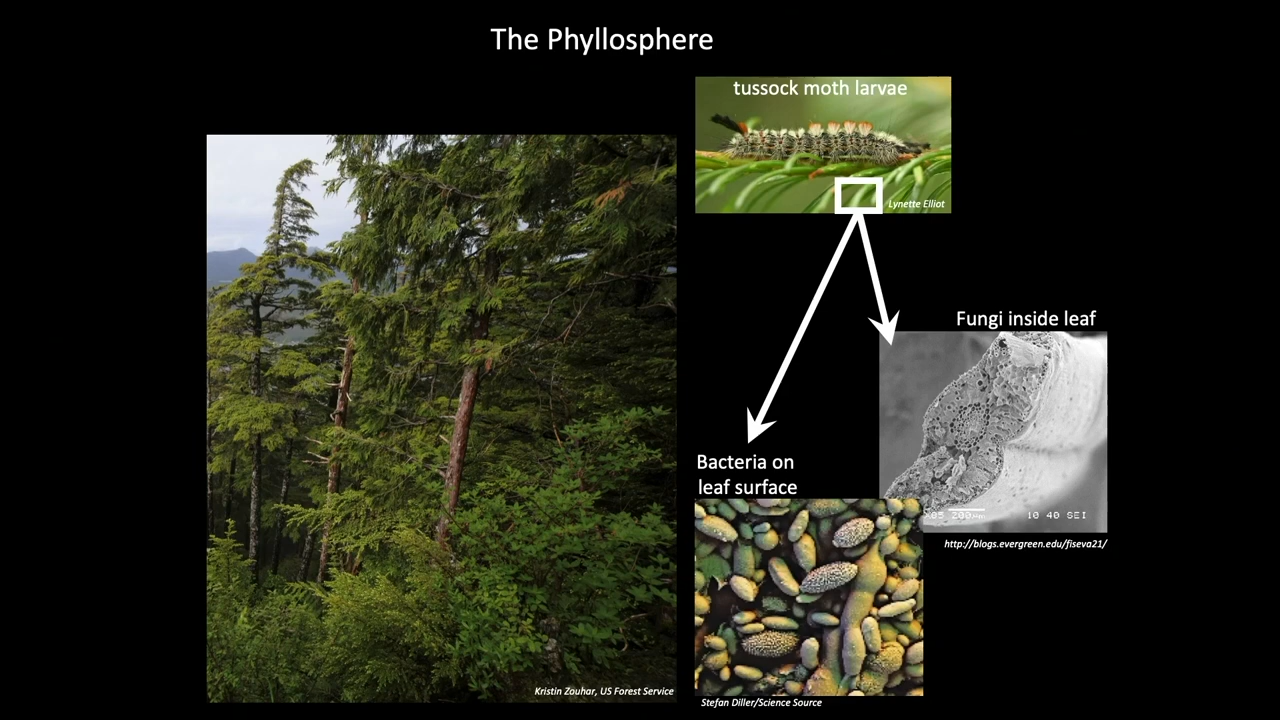 The Phyllosphere
tussock moth larvae
Lynette Elliot
Fungi inside leaf
Bacteria on
leaf surface
200µm
10 40 SEI
http://blogs.evergreen.edu/fiseva21/
Kristin Zouhar, US Forest Service
Stefan Diller/Science Source